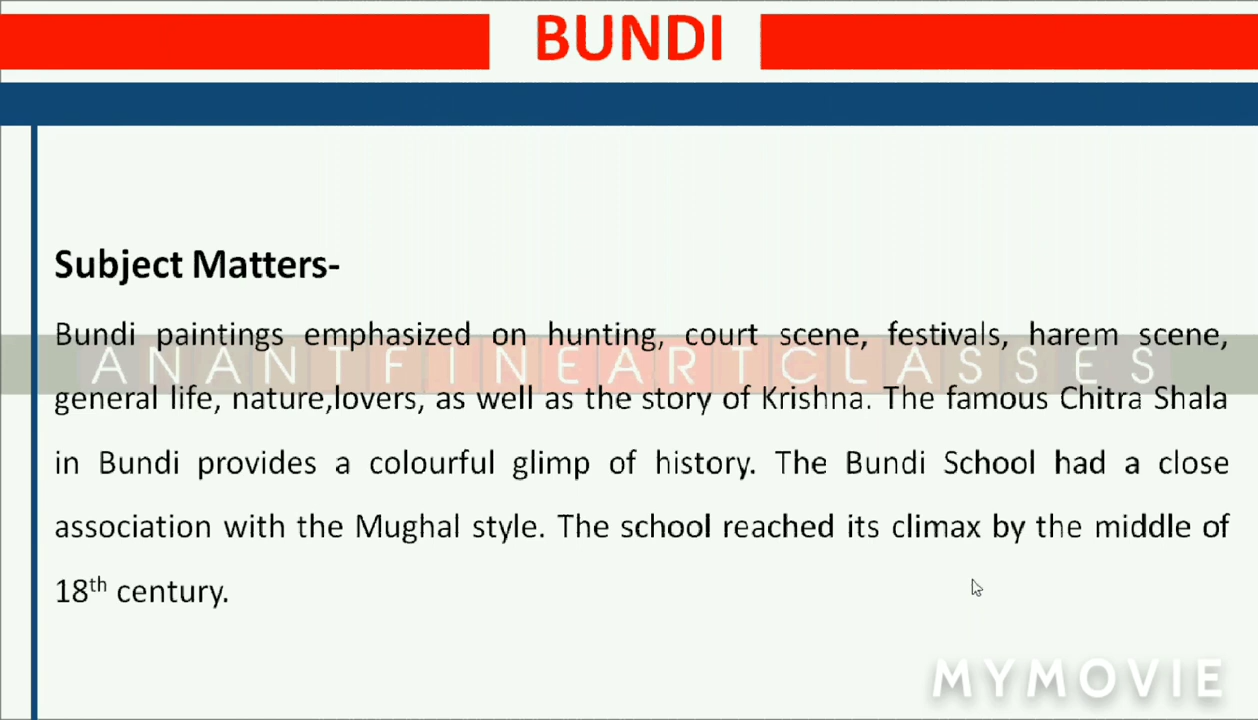 BUNDI
Subject Matters-
Bundi paintings emphasized on hunting, court scene, festivals, harem scene,
ANANTFINEARTCLASSES
general life, nature,lovers, as well as the story of Krishna. The famous Chitra Shala
in Bundi provides a colourful glimp of history. The Bundi School had a close
association with the Mughal style. The school reached its climax by the middle of
18th century.
MYMOVIE